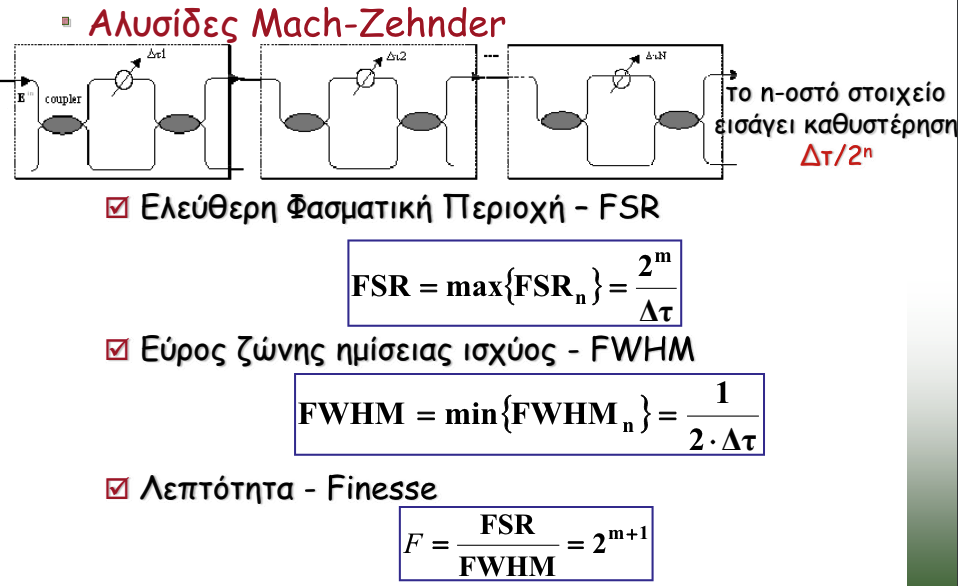 Αλυσίδες Mach-Zehnder
Δτ1
Δτ2
---
ΔτN
E in
coupler
το n-οστό στοιχείο
εισάγει καθυστέρηση
Δτ/2ⁿ
Ελεύθερη Φασματική Περιοχή – FSR
FSR = max{FSRₙ} = 2ᵐ / Δτ
Εύρος ζώνης ημίσειας ισχύος - FWHM
FWHM = min{FWHMₙ} = 1 / 2·Δτ
Λεπτότητα - Finesse
F = FSR / FWHM = 2ᵐ⁺¹